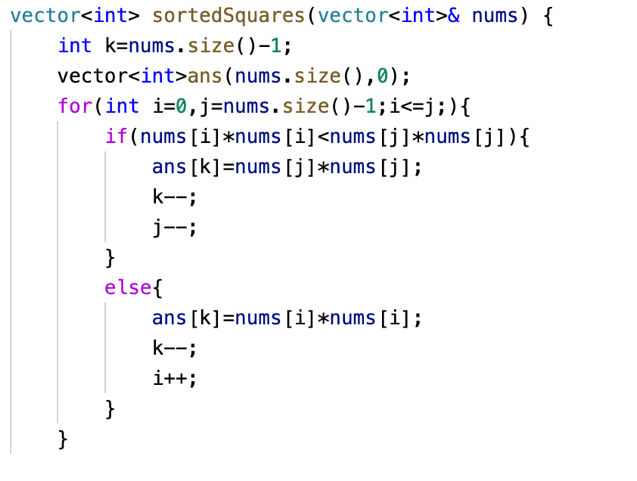 vector<int> sortedSquares(vector<int>& nums) {
    int k=nums.size()-1;
    vector<int>ans(nums.size(),0);
    for(int i=0,j=nums.size()-1;i<=j;){
        if(nums[i]*nums[i]<nums[j]*nums[j]){
            ans[k]=nums[j]*nums[j];
            k--;
            j--;
        }
        else{
            ans[k]=nums[i]*nums[i];
            k--;
            i++;
        }
    }